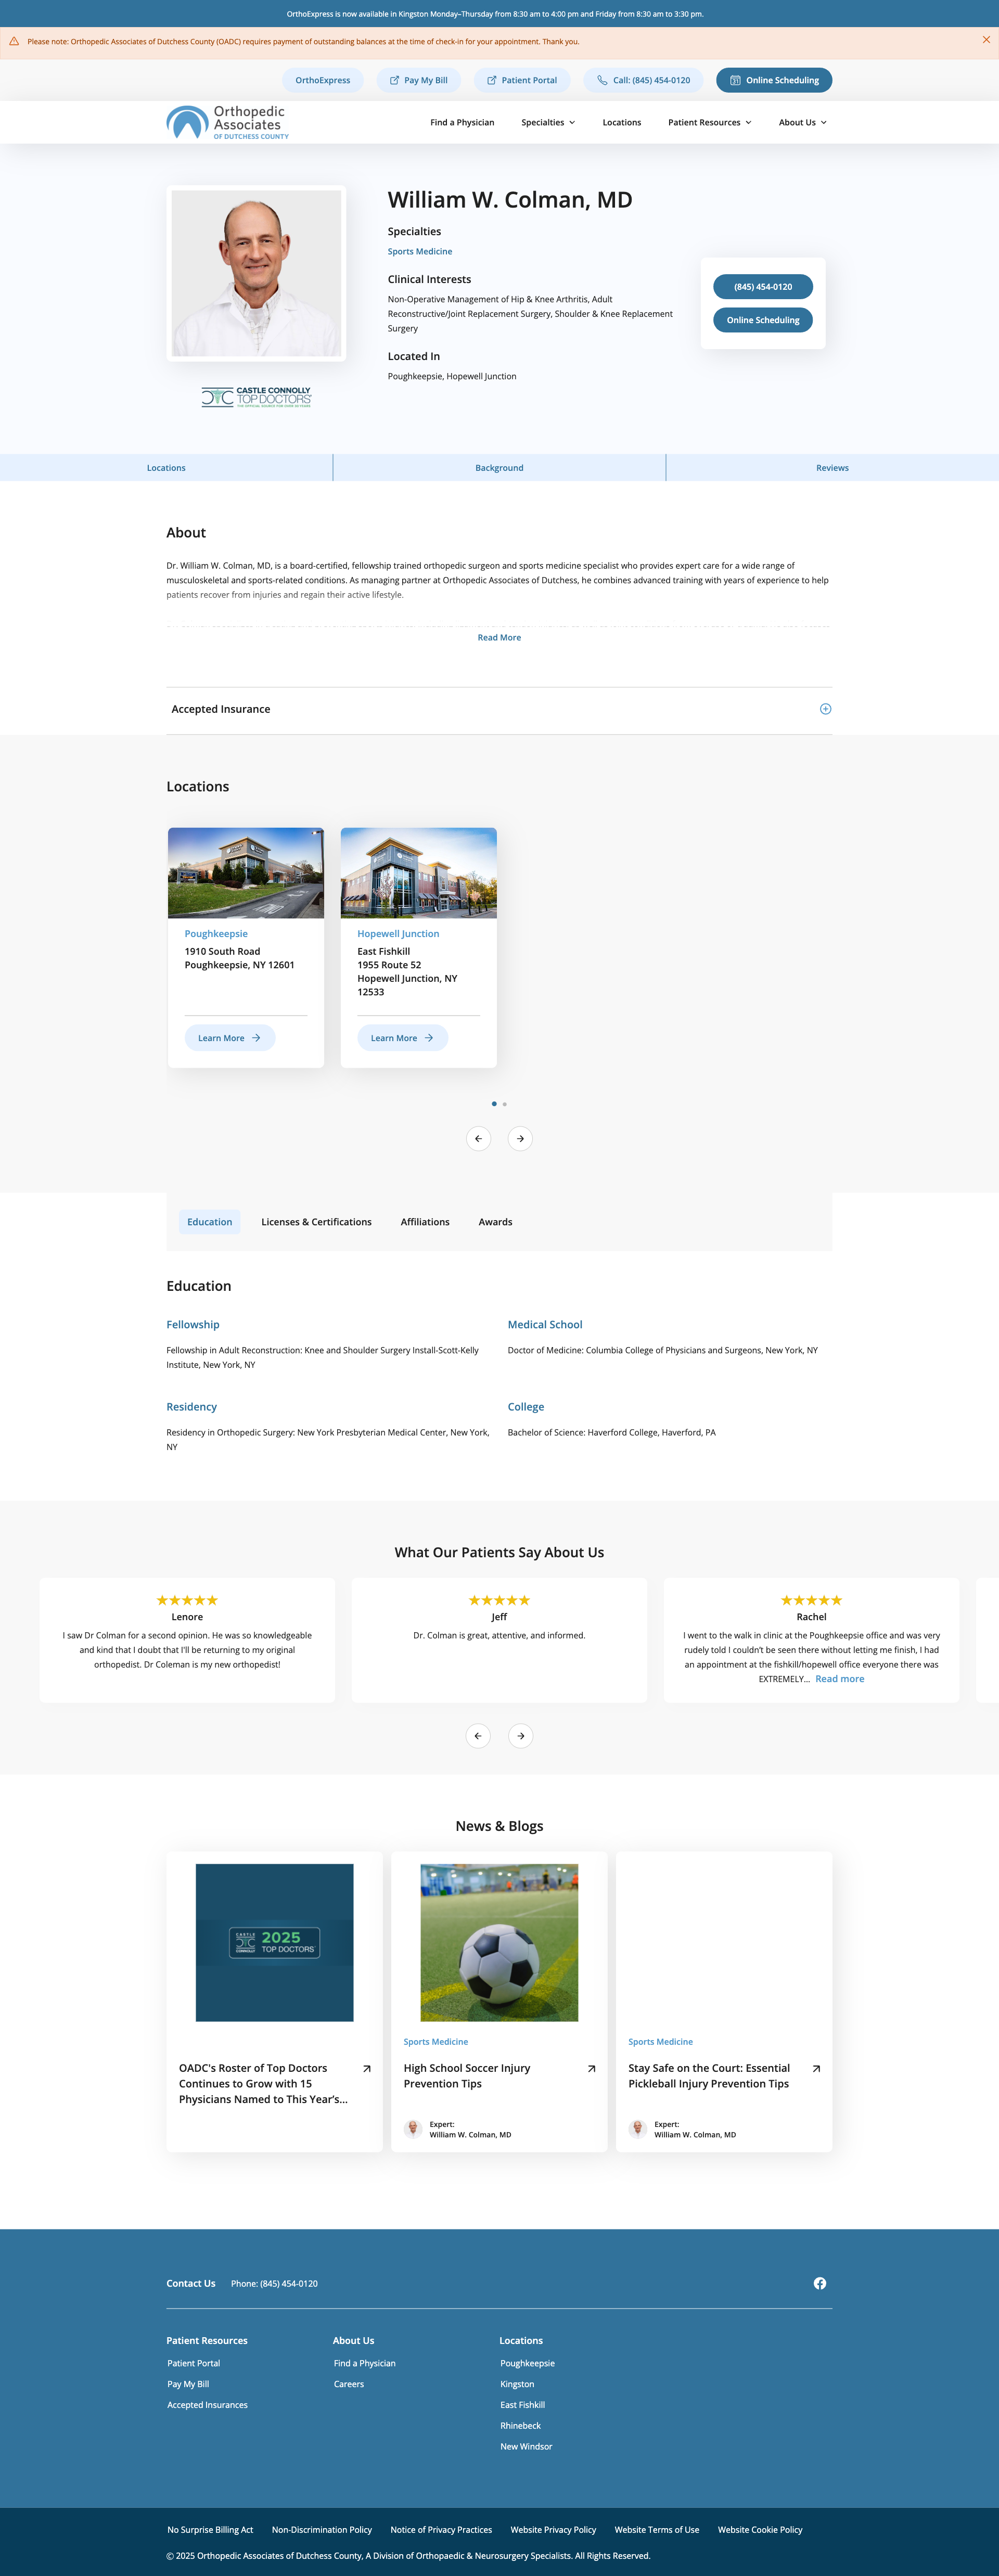 OrthoExpress is now available in Kingston Monday–Thursday from 8:30 am to 4:00 pm and Friday from 8:30 am to 3:30 pm.
Please note: Orthopedic Associates of Dutchess County (OADC) requires payment of outstanding balances at the time of check-in for your appointment. Thank you.
OrthoExpress
Pay My Bill
Patient Portal
Call: (845) 454-0120
Online Scheduling
Orthopedic
Associates
OF DUTCHESS COUNTY
Find a Physician
Specialties
Locations
Patient Resources
About Us
William W. Colman, MD
Specialties
Sports Medicine
Clinical Interests
Non-Operative Management of Hip & Knee Arthritis, Adult
Reconstructive/Joint Replacement Surgery, Shoulder & Knee Replacement
Surgery
Located In
Poughkeepsie, Hopewell Junction
(845) 454-0120
Online Scheduling
CASTLE CONNOLLY
TOP DOCTORS
Locations
Background
Reviews
About
Dr. William W. Colman, MD, is a board-certified, fellowship trained orthopedic surgeon and sports medicine specialist who provides expert care for a wide range of
musculoskeletal and sports-related conditions. As managing partner at Orthopedic Associates of Dutchess, he combines advanced training with years of experience to help
patients recover from injuries and regain their active lifestyle.
Read More
Accepted Insurance
Locations
Poughkeepsie
1910 South Road
Poughkeepsie, NY 12601
Learn More
Hopewell Junction
East Fishkill
1955 Route 52
Hopewell Junction, NY
12533
Learn More
Education
Licenses & Certifications
Affiliations
Awards
Education
Fellowship
Fellowship in Adult Reconstruction: Knee and Shoulder Surgery Install-Scott-Kelly
Institute, New York, NY
Medical School
Doctor of Medicine: Columbia College of Physicians and Surgeons, New York, NY
Residency
Residency in Orthopedic Surgery: New York Presbyterian Medical Center, New York,
NY
College
Bachelor of Science: Haverford College, Haverford, PA
What Our Patients Say About Us
Lenore
I saw Dr Colman for a second opinion. He was so knowledgeable
and kind that I doubt that I'll be returning to my original
orthopedist. Dr Coleman is my new orthopedist!
Jeff
Dr. Colman is great, attentive, and informed.
Rachel
I went to the walk in clinic at the Poughkeepsie office and was very
rudely told I couldn't be seen there without letting me finish, I had
an appointment at the fishkill/hopewell office everyone there was
EXTREMELY... Read more
News & Blogs
CASTLE
CONNOLLY
2025
TOP DOCTORS
OADC's Roster of Top Doctors
Continues to Grow with 15
Physicians Named to This Year's...
Sports Medicine
High School Soccer Injury
Prevention Tips
Expert:
William W. Colman, MD
Sports Medicine
Stay Safe on the Court: Essential
Pickleball Injury Prevention Tips
Expert:
William W. Colman, MD
Contact Us
Phone: (845) 454-0120
Patient Resources
Patient Portal
Pay My Bill
Accepted Insurances
About Us
Find a Physician
Careers
Locations
Poughkeepsie
Kingston
East Fishkill
Rhinebeck
New Windsor
No Surprise Billing Act
Non-Discrimination Policy
Notice of Privacy Practices
Website Privacy Policy
Website Terms of Use
Website Cookie Policy
© 2025 Orthopedic Associates of Dutchess County, A Division of Orthopaedic & Neurosurgery Specialists. All Rights Reserved.